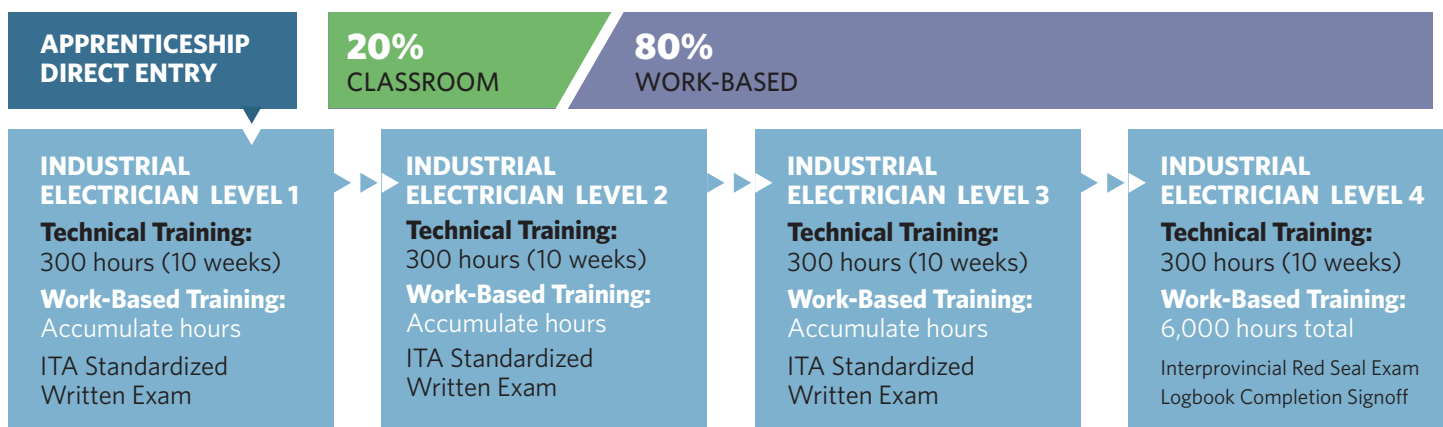 APPRENTICESHIP
DIRECT ENTRY
20%
CLASSROOM
80%
WORK-BASED
INDUSTRIAL
ELECTRICIAN LEVEL 1
Technical Training:
300 hours (10 weeks)
Work-Based Training:
Accumulate hours
ITA Standardized
Written Exam
INDUSTRIAL
ELECTRICIAN LEVEL 2
Technical Training:
300 hours (10 weeks)
Work-Based Training:
Accumulate hours
ITA Standardized
Written Exam
INDUSTRIAL
ELECTRICIAN LEVEL 3
Technical Training:
300 hours (10 weeks)
Work-Based Training:
Accumulate hours
ITA Standardized
Written Exam
INDUSTRIAL
ELECTRICIAN LEVEL 4
Technical Training:
300 hours (10 weeks)
Work-Based Training:
6,000 hours total
Interprovincial Red Seal Exam
Logbook Completion Signoff